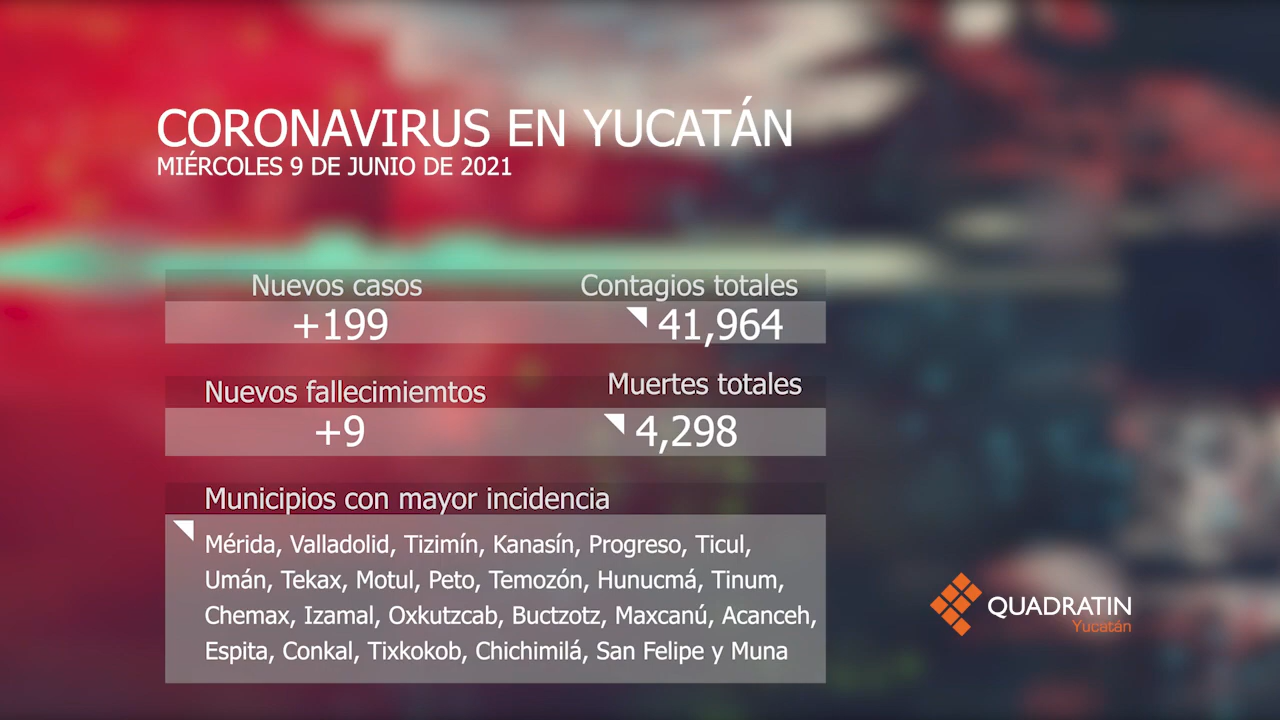 CORONAVIRUS EN YUCATÁN
MIÉRCOLES 9 DE JUNIO DE 2021
Nuevos casos
Contagios totales
+199
41,964
Nuevos fallecimiemtos
Muertes totales
+9
4,298
Municipios con mayor incidencia
Mérida, Valladolid, Tizimín, Kanasín, Progreso, Ticul,
Umán, Tekax, Motul, Peto, Temozón, Hunucmá, Tinum,
Chemax, Izamal, Oxkutzcab, Buctzotz, Maxcanú, Acanceh,
Espita, Conkal, Tixkokob, Chichimilá, San Felipe y Muna
QUADRATIN
Yucatán